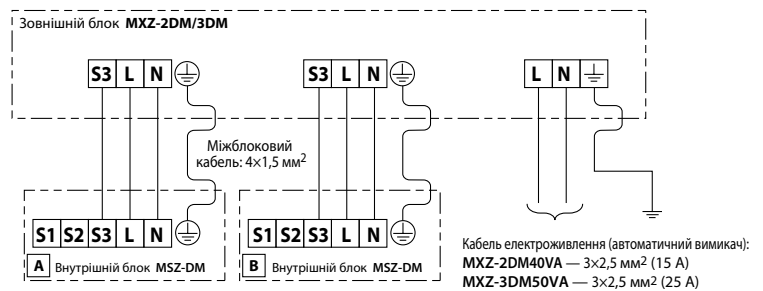 Зовнішній блок MXZ-2DM/3DM
S3 L N
S3 L N
L N
Міжблоковий
кабель: 4×1,5 мм²
S1 S2 S3 L N
S1 S2 S3 L N
A Внутрішній блок MSZ-DM
B Внутрішній блок MSZ-DM
Кабель електроживлення (автоматичний вимикач):
MXZ-2DM40VA — 3×2,5 мм² (15 А)
MXZ-3DM50VA — 3×2,5 мм² (25 А)